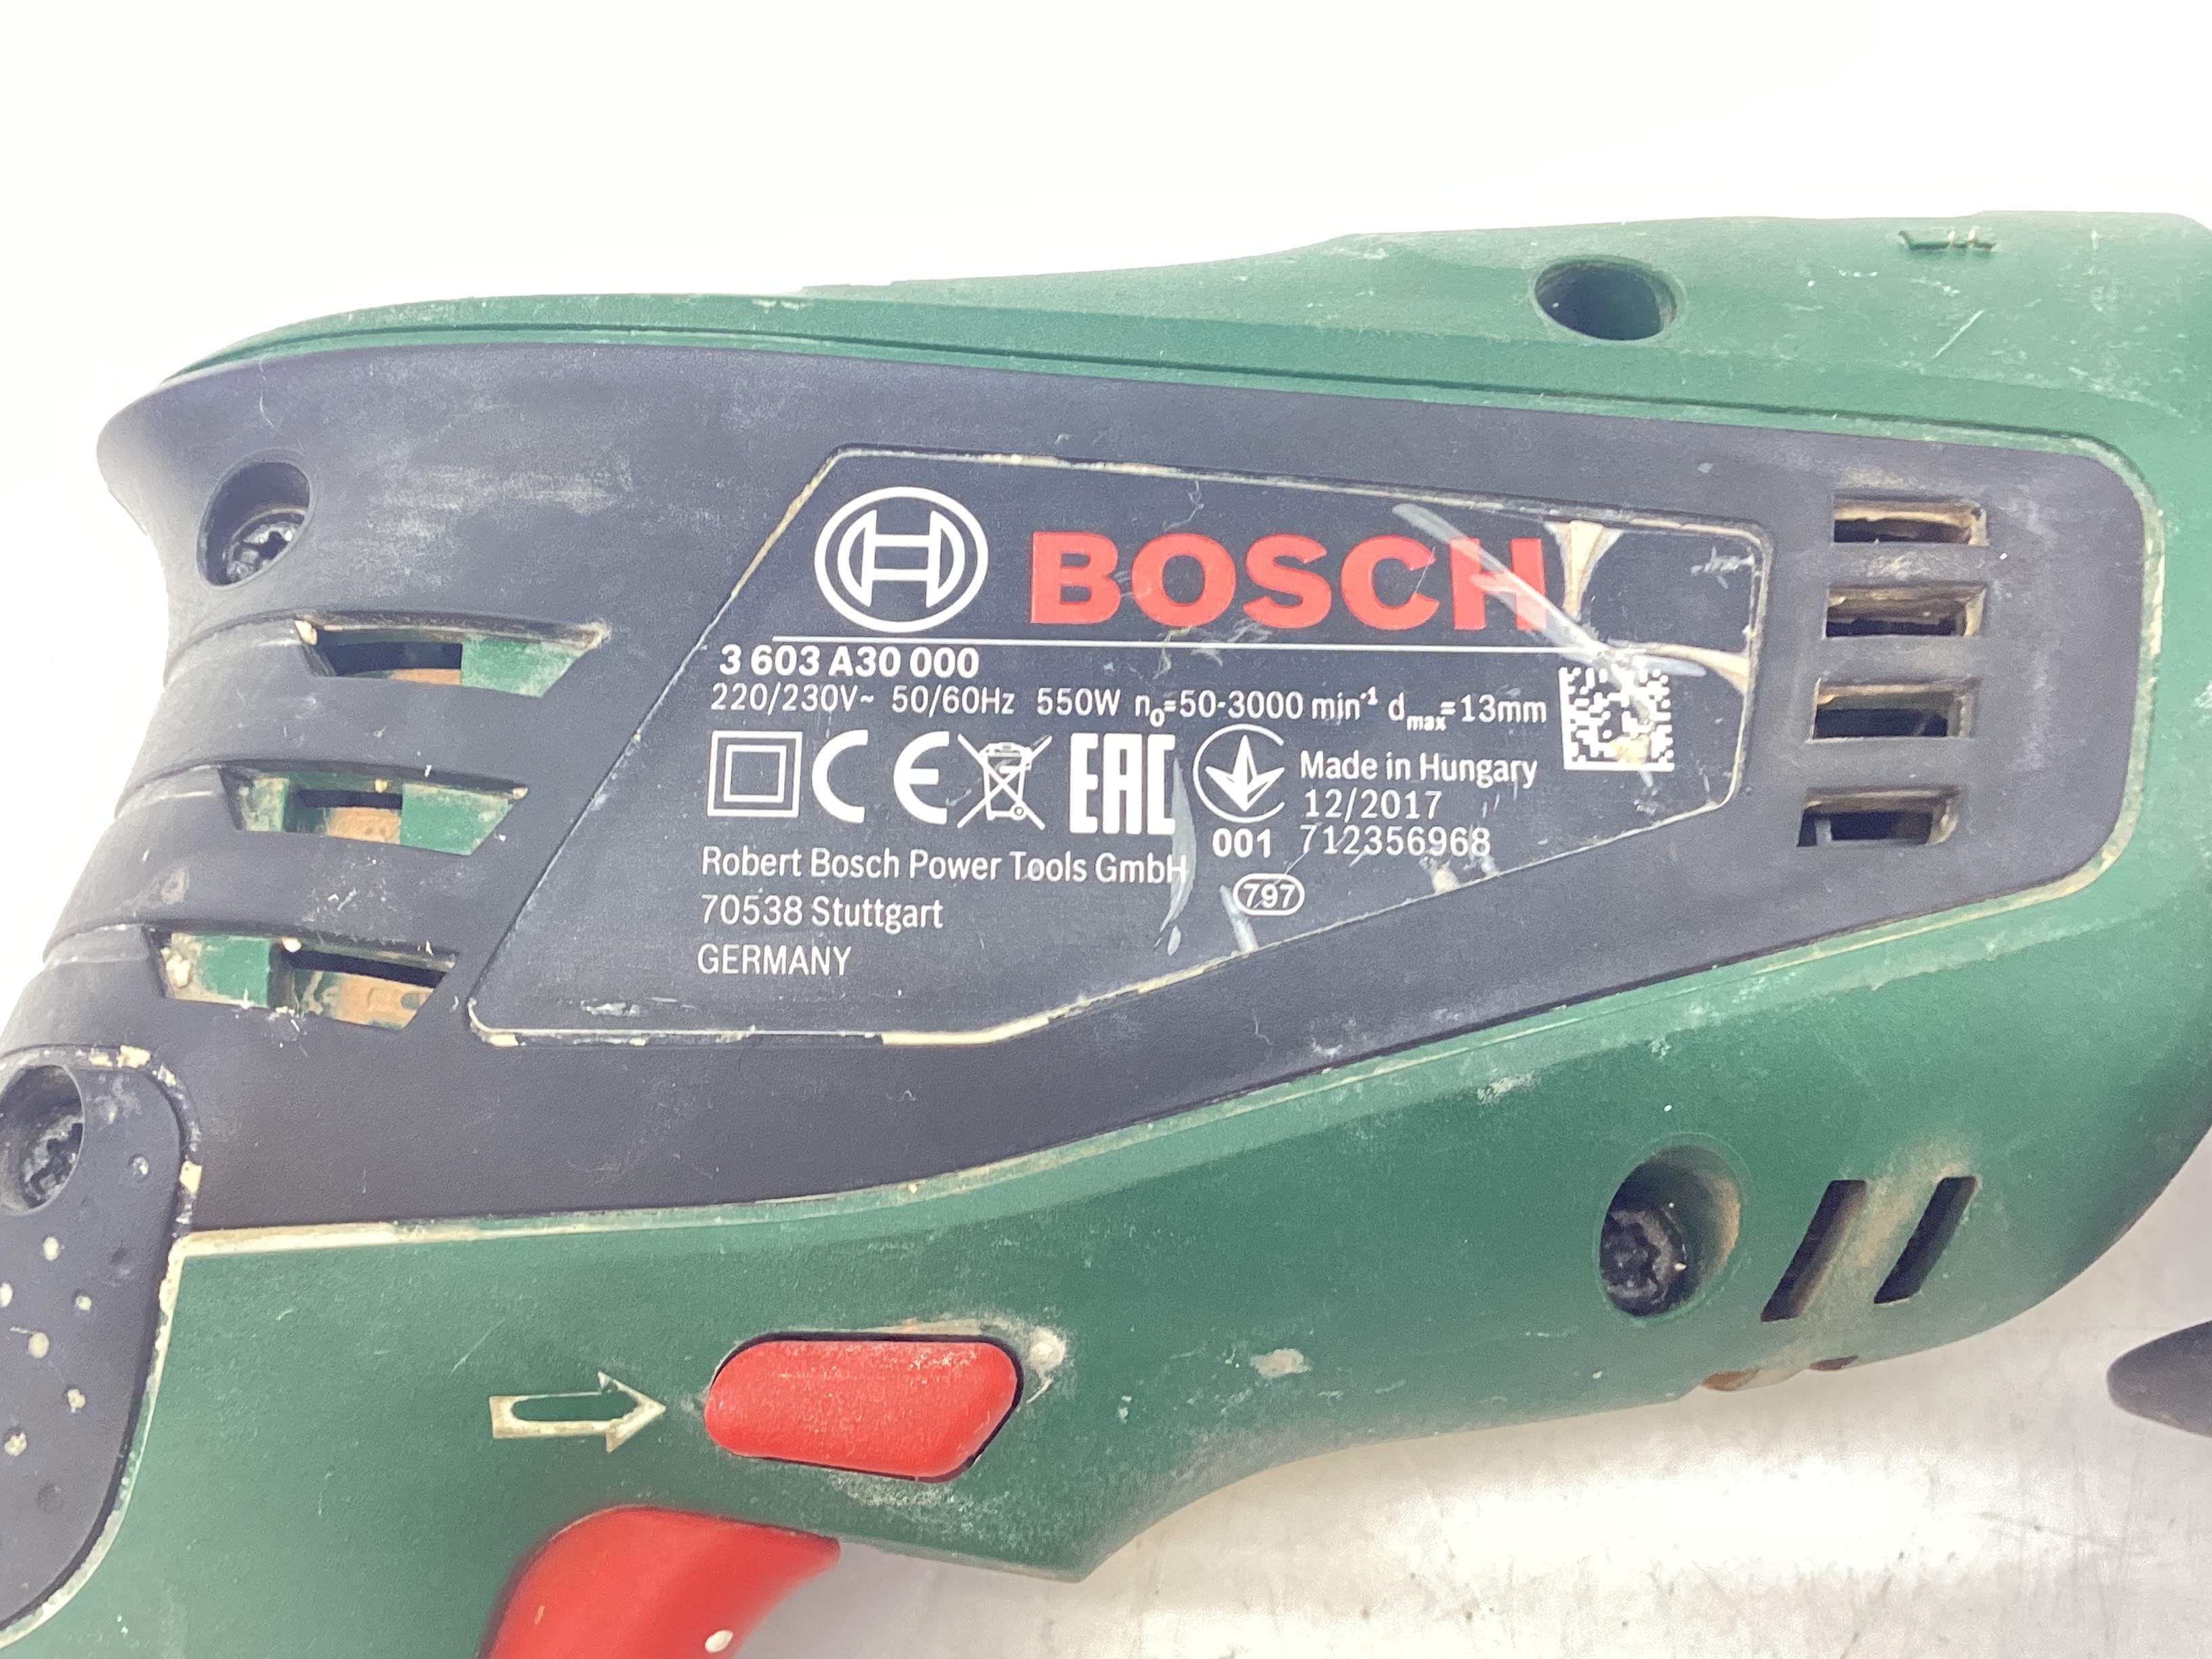 BOSCH
3 603 A30 000
220/230V~ 50/60Hz 550W n₀=50-3000 min⁻¹ dmax=13mm
CE EAC
Made in Hungary
12/2017
001 712356968
Robert Bosch Power Tools GmbH
797
70538 Stuttgart
GERMANY